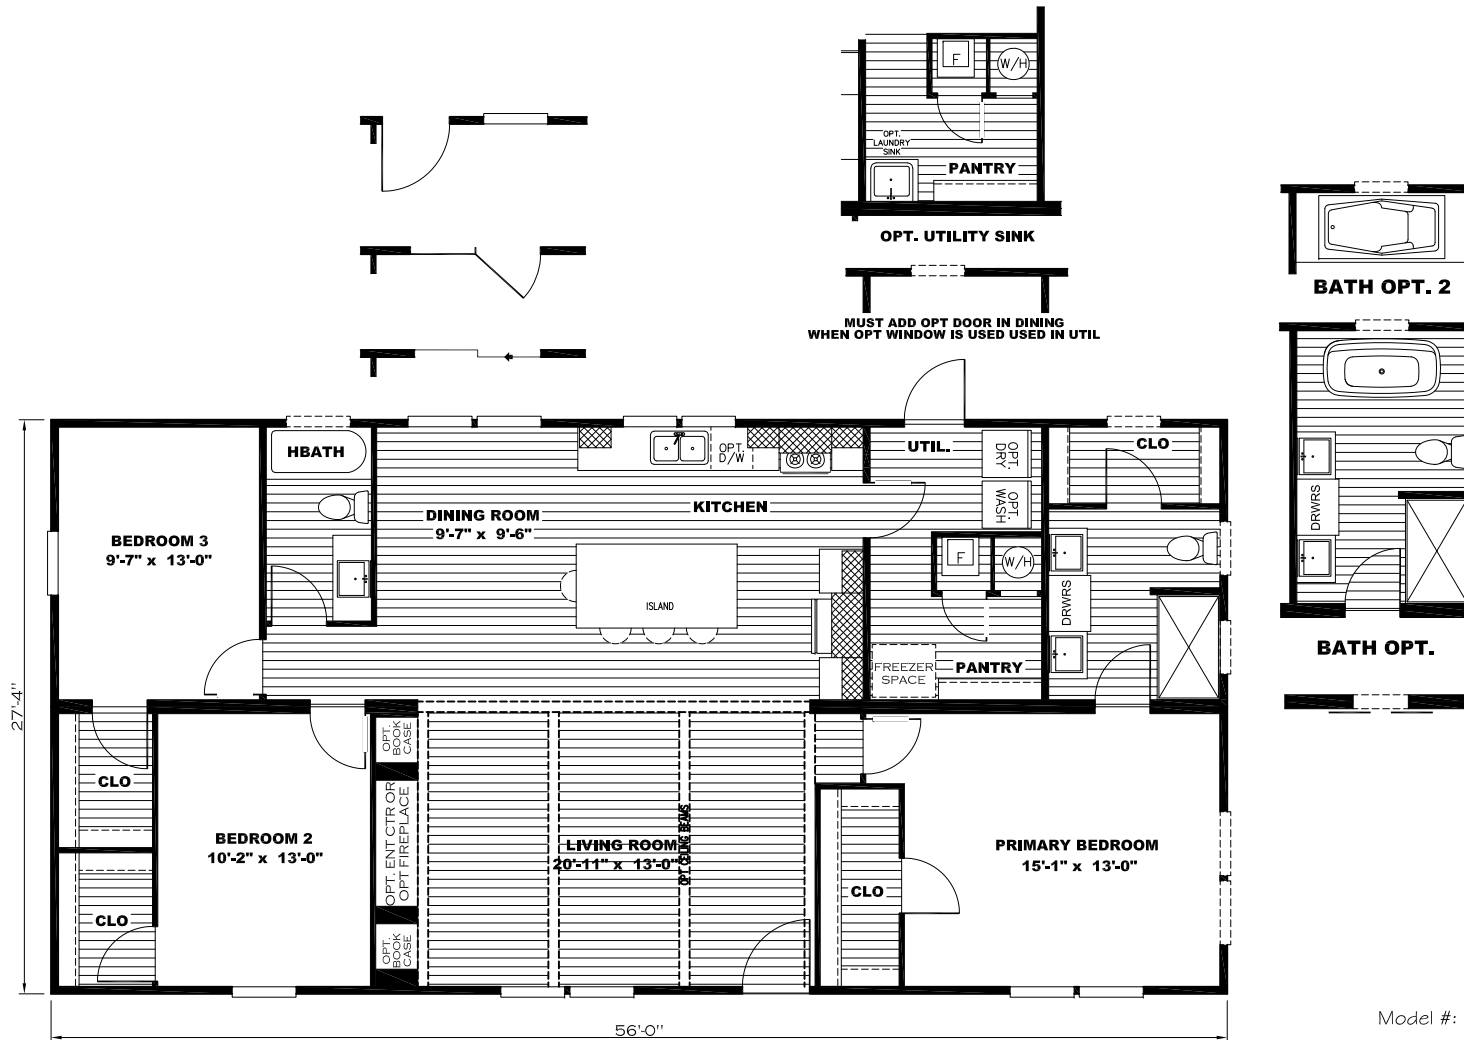 F
W/H
OPT.
LAUNDRY
SINK
PANTRY
OPT. UTILITY SINK
MUST ADD OPT DOOR IN DINING
WHEN OPT WINDOW IS USED USED IN UTIL
BATH OPT. 2
DRWRS
BATH OPT.
HBATH
OPT.
D/W
UTIL.
OPT.
DRY
OPT.
WASH
CLO
KITCHEN
DINING ROOM
9'-7" x 9'-6"
BEDROOM 3
9'-7" x 13'-0"
ISLAND
F
W/H
DRWRS
FREEZER
SPACE
PANTRY
27'-4"
OPT.
BOOK
CASE
CLO
OPT. ENT CTR OR
OPT FIREPLACE
BEDROOM 2
10'-2" x 13'-0"
LIVING ROOM
20'-11" x 13'-0"
OPT CEILING BEAMS
PRIMARY BEDROOM
15'-1" x 13'-0"
CLO
CLO
OPT.
BOOK
CASE
56'-0"
Model #: